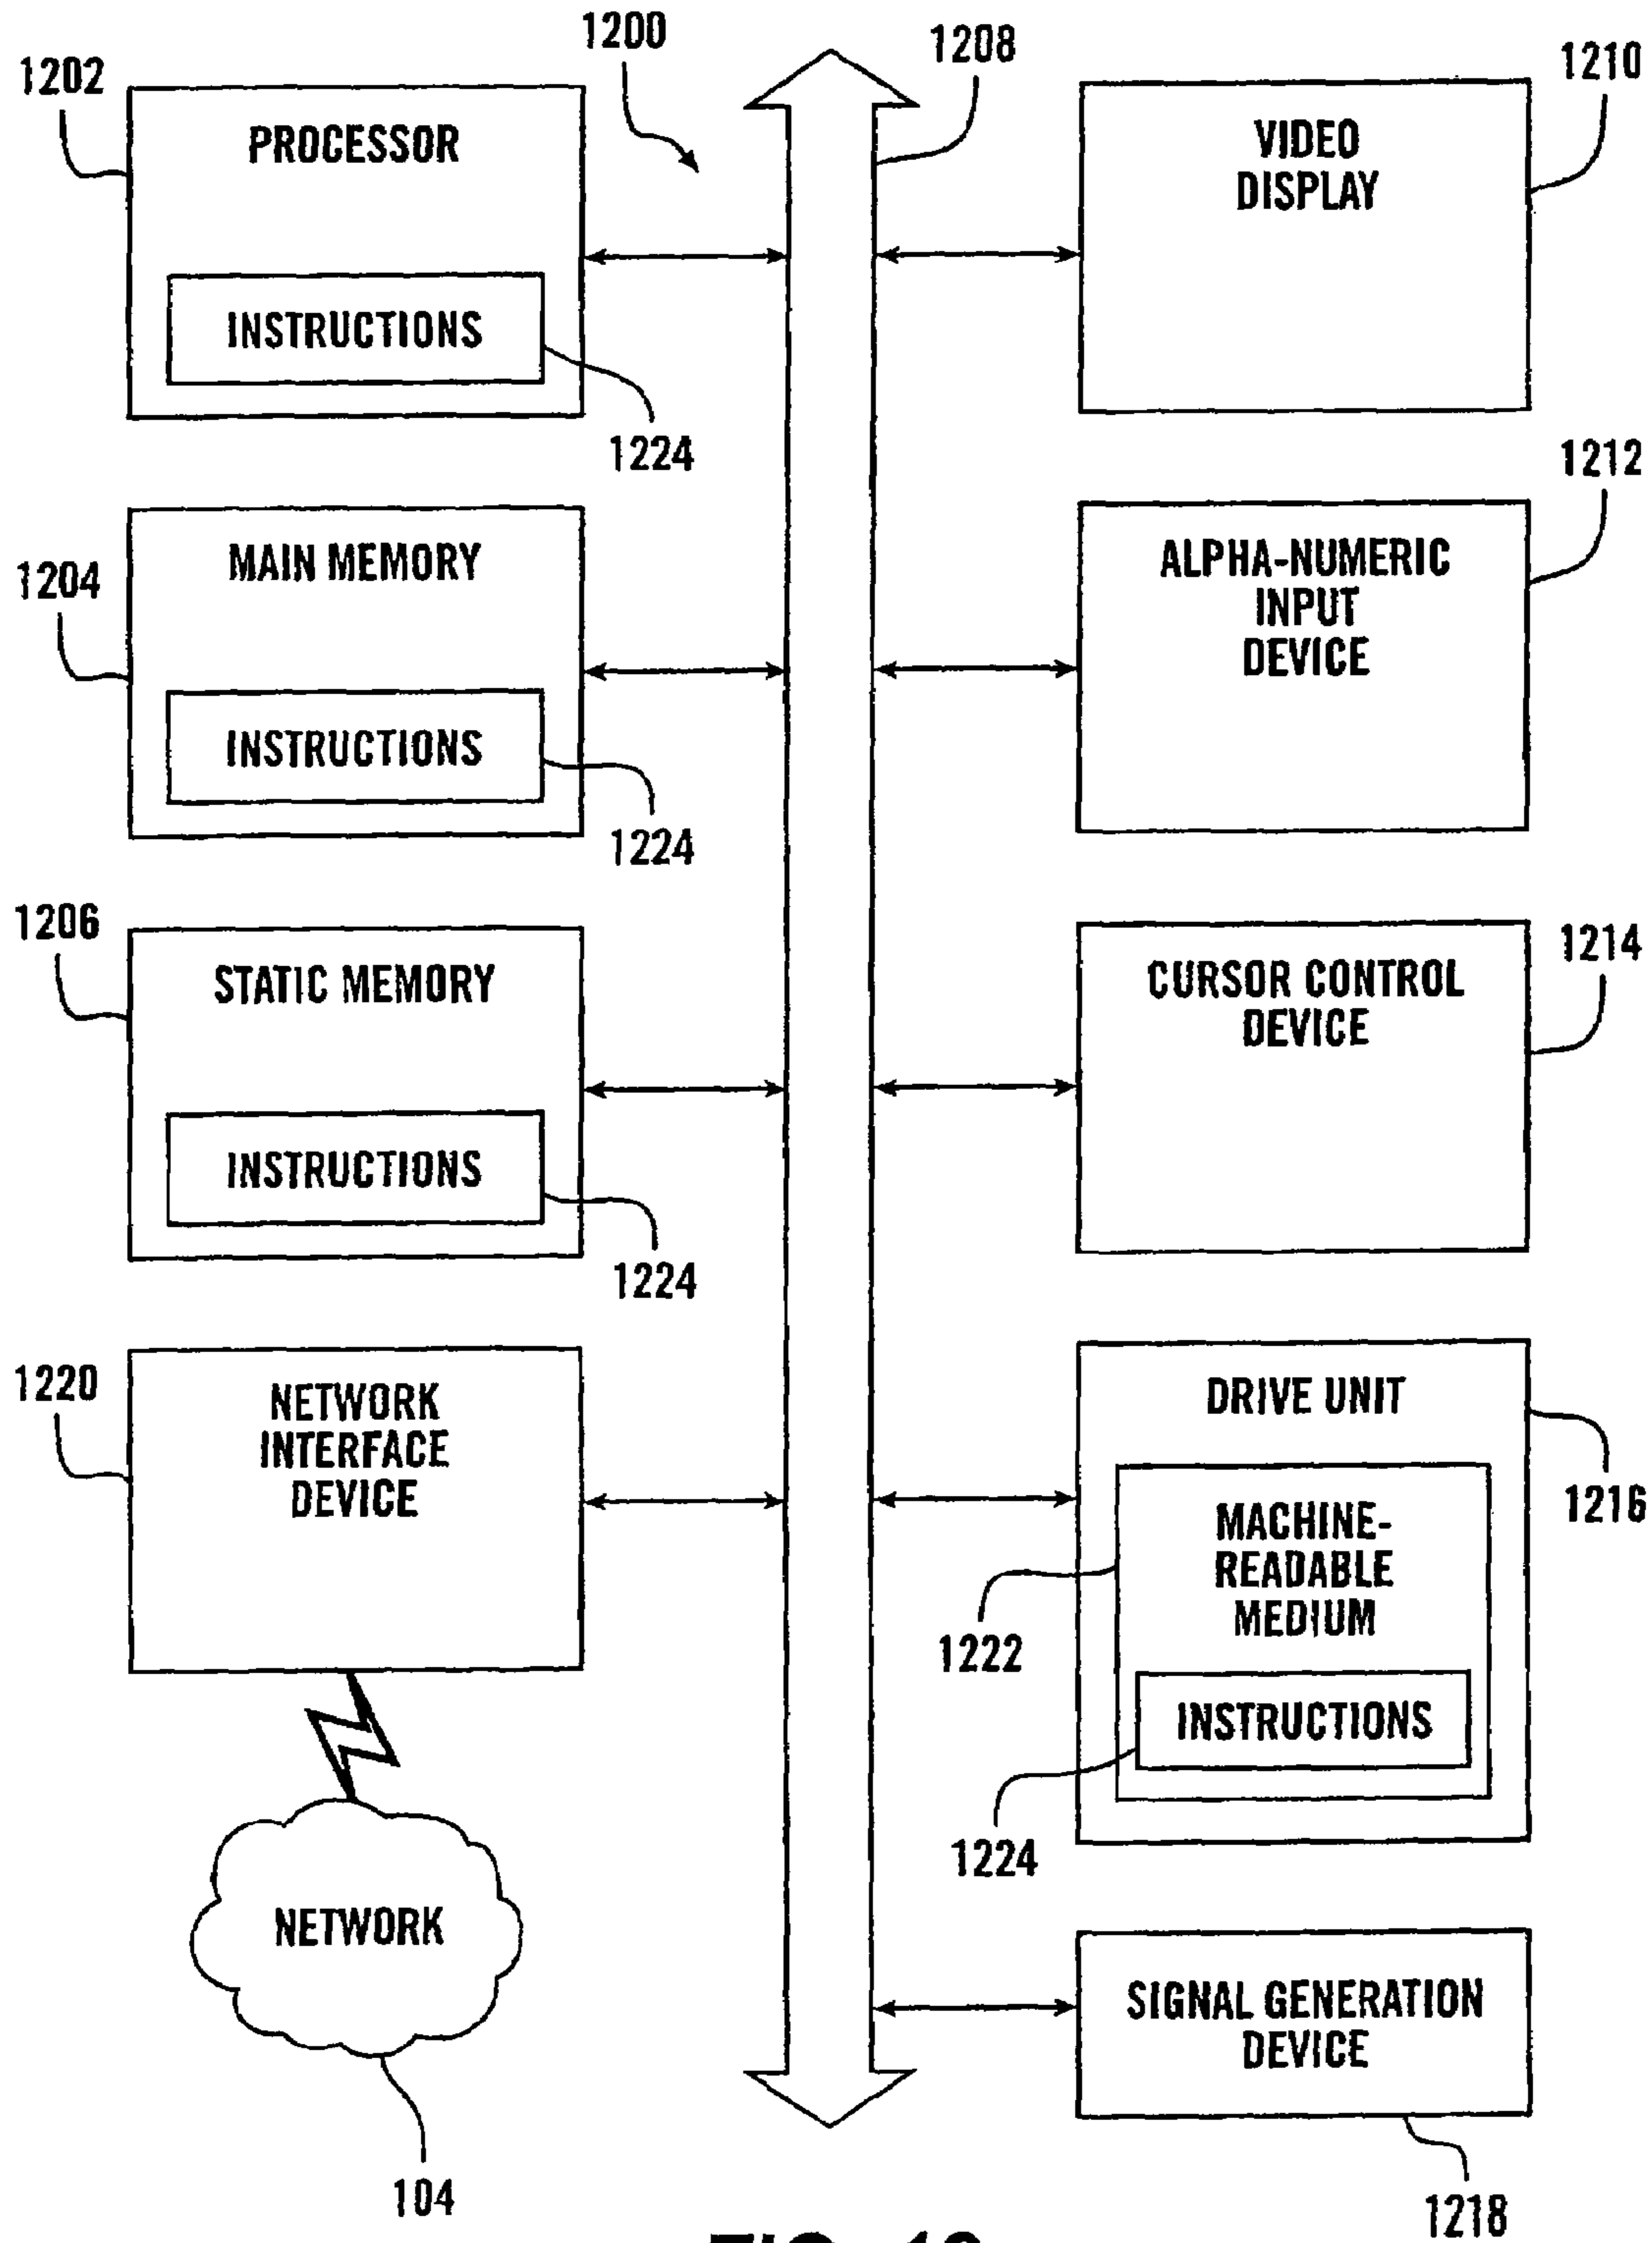 1200
1208
1202
1210
PROCESSOR
INSTRUCTIONS
1224
VIDEO
DISPLAY
1204
MAIN MEMORY
INSTRUCTIONS
1224
1212
ALPHA-NUMERIC
INPUT
DEVICE
1206
STATIC MEMORY
INSTRUCTIONS
1224
1214
CURSOR CONTROL
DEVICE
1220
NETWORK
INTERFACE
DEVICE
DRIVE UNIT
1216
MACHINE-
READABLE
MEDIUM
1222
INSTRUCTIONS
1224
NETWORK
104
SIGNAL GENERATION
DEVICE
1218